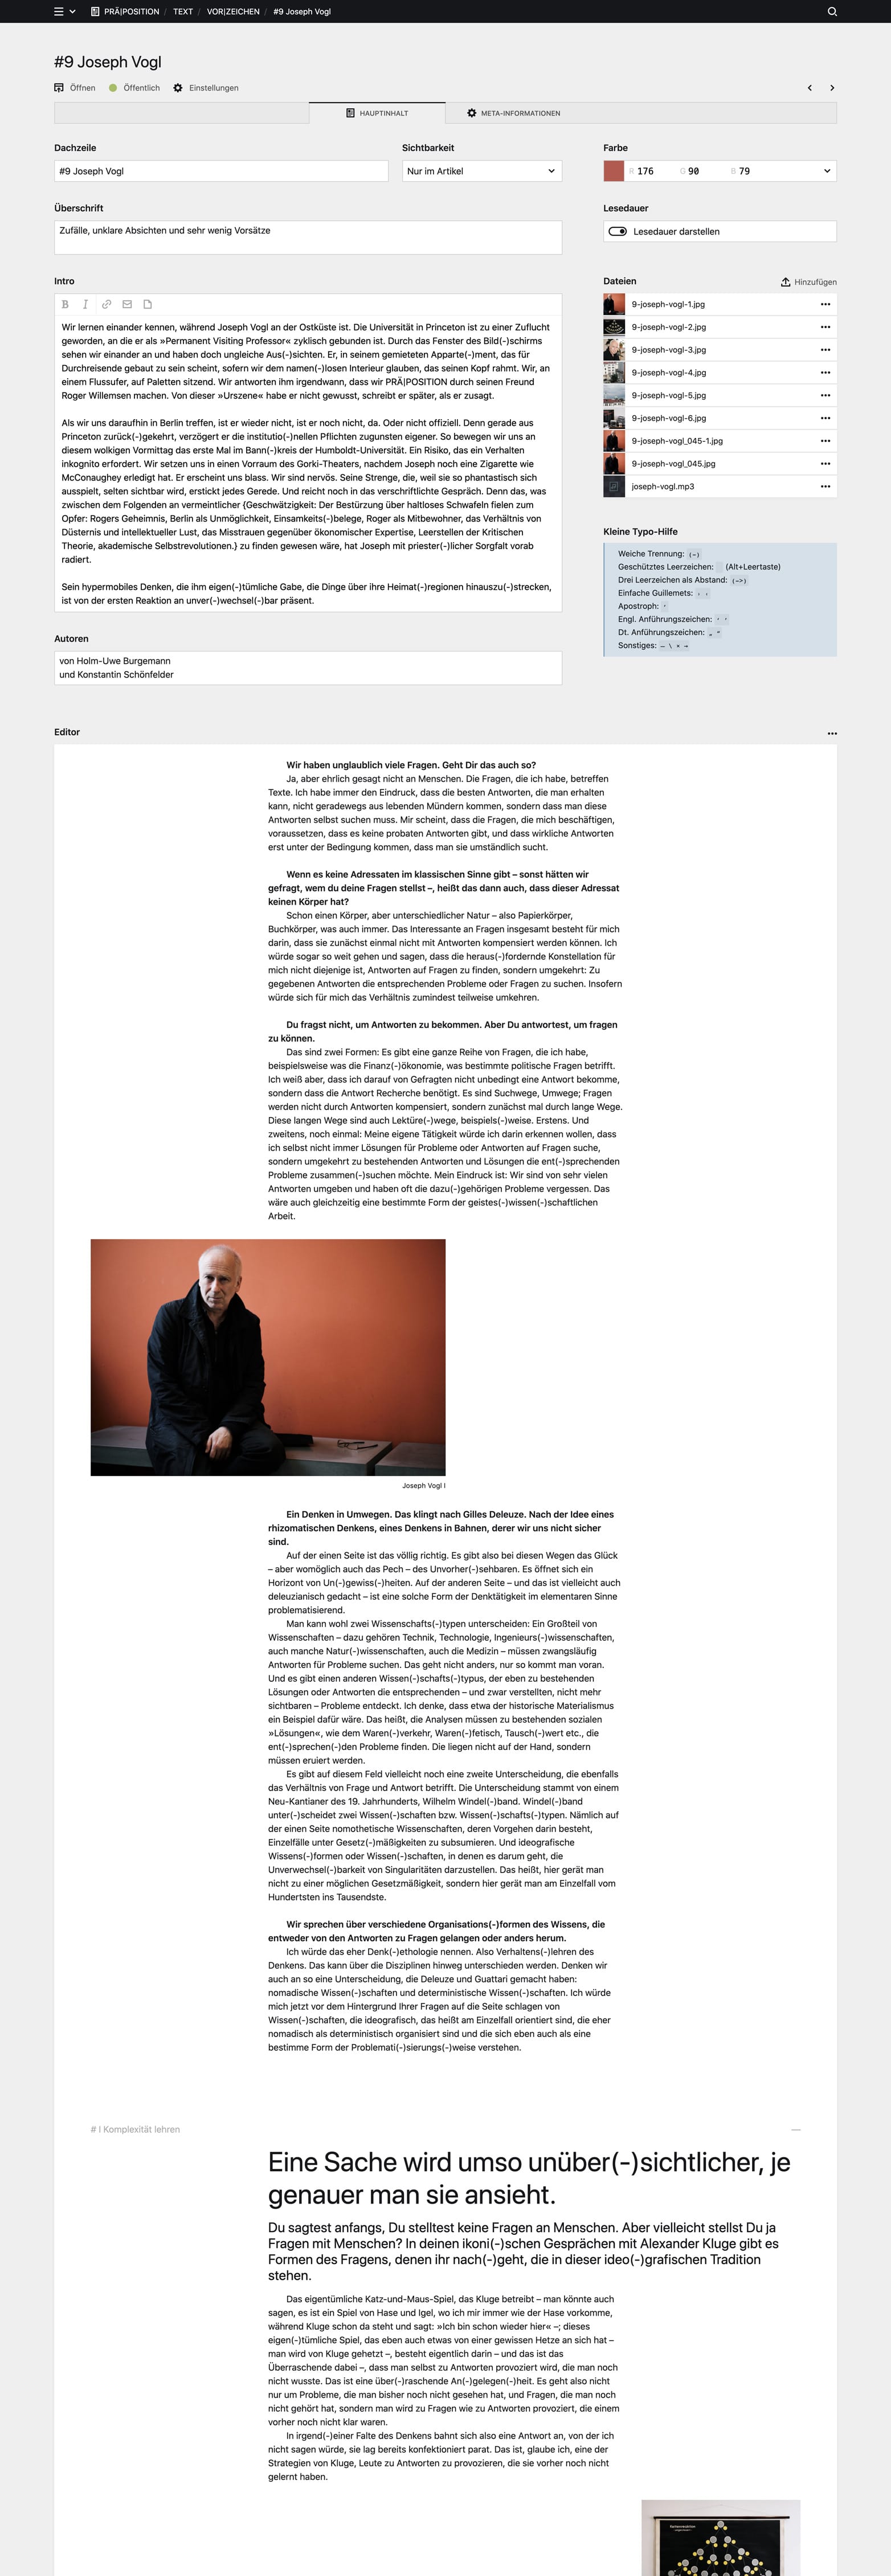 PRÄ|POSITION / TEXT / VOR|ZEICHEN / #9 Joseph Vogl
#9 Joseph Vogl
Öffnen Öffentlich Einstellungen
HAUPTINHALT META-INFORMATIONEN
Dachzeile
#9 Joseph Vogl
Sichtbarkeit
Nur im Artikel
Farbe
R 176 G 90 B 79
Überschrift
Zufälle, unklare Absichten und sehr wenig Vorsätze
Lesedauer
Lesedauer darstellen
Intro
B I
Wir lernen einander kennen, während Joseph Vogl an der Ostküste ist. Die Universität in Princeton ist zu einer Zuflucht
geworden, an die er als »Permanent Visiting Professor« zyklisch gebunden ist. Durch das Fenster des Bild(-)schirms
sehen wir einander an und haben doch ungleiche Aus(-)sichten. Er, in seinem gemieteten Apparte(-)ment, das für
Durchreisende gebaut zu sein scheint, sofern wir dem namen(-)losen Interieur glauben, das seinen Kopf rahmt. Wir, an
einem Flussufer, auf Paletten sitzend. Wir antworten ihm irgendwann, dass wir PRÄ|POSITION durch seinen Freund
Roger Willemsen machen. Von dieser »Urszene« habe er nicht gewusst, schreibt er später, als er zusagt.
Als wir uns daraufhin in Berlin treffen, ist er wieder nicht, ist er noch nicht, da. Oder nicht offiziell. Denn gerade aus
Princeton zurück(-)gekehrt, verzögert er die institutio(-)nellen Pflichten zugunsten eigener. So bewegen wir uns an
diesem wolkigen Vormittag das erste Mal im Bann(-)kreis der Humboldt-Universität. Ein Risiko, das ein Verhalten
inkognito erfordert. Wir setzen uns in einen Vorraum des Gorki-Theaters, nachdem Joseph noch eine Zigarette wie
McConaughey erledigt hat. Er erscheint uns blass. Wir sind nervös. Seine Strenge, die, weil sie so phantastisch sich
ausspielt, selten sichtbar wird, erstickt jedes Gerede. Und reicht noch in das verschriftlichte Gespräch. Denn das, was
zwischen dem Folgenden an vermeintlicher {Geschwätzigkeit: Der Bestürzung über haltloses Schwafeln fielen zum
Opfer: Rogers Geheimnis, Berlin als Unmöglichkeit, Einsamkeits(-)belege, Roger als Mitbewohner, das Verhältnis von
Düsternis und intellektueller Lust, das Misstrauen gegenüber ökonomischer Expertise, Leerstellen der Kritischen
Theorie, akademische Selbstrevolutionen.} zu finden gewesen wäre, hat Joseph mit priester(-)licher Sorgfalt vorab
radiert.
Sein hypermobiles Denken, die ihm eigen(-)tümliche Gabe, die Dinge über ihre Heimat(-)regionen hinauszu(-)strecken,
ist von der ersten Reaktion an unver(-)wechsel(-)bar präsent.
Dateien Hinzufügen
9-joseph-vogl-1.jpg
9-joseph-vogl-2.jpg
9-joseph-vogl-3.jpg
9-joseph-vogl-4.jpg
9-joseph-vogl-5.jpg
9-joseph-vogl-6.jpg
9-joseph-vogl_045-1.jpg
9-joseph-vogl_045.jpg
joseph-vogl.mp3
Kleine Typo-Hilfe
Weiche Trennung: (-)
Geschütztes Leerzeichen: (Alt+Leertaste)
Drei Leerzeichen als Abstand: (->)
Einfache Guillemets: › ‹
Apostroph: ’
Engl. Anführungszeichen: ‘ ’
Dt. Anführungszeichen: „ “
Sonstiges: – \ × →
Autoren
von Holm-Uwe Burgemann
und Konstantin Schönfelder
Editor
Wir haben unglaublich viele Fragen. Geht Dir das auch so?
Ja, aber ehrlich gesagt nicht an Menschen. Die Fragen, die ich habe, betreffen
Texte. Ich habe immer den Eindruck, dass die besten Antworten, die man erhalten
kann, nicht geradewegs aus lebenden Mündern kommen, sondern dass man diese
Antworten selbst suchen muss. Mir scheint, dass die Fragen, die mich beschäftigen,
voraussetzen, dass es keine probaten Antworten gibt, und dass wirkliche Antworten
erst unter der Bedingung kommen, dass man sie umständlich sucht.
Wenn es keine Adressaten im klassischen Sinne gibt – sonst hätten wir
gefragt, wem du deine Fragen stellst –, heißt das dann auch, dass dieser Adressat
keinen Körper hat?
Schon einen Körper, aber unterschiedlicher Natur – also Papierkörper,
Buchkörper, was auch immer. Das Interessante an Fragen insgesamt besteht für mich
darin, dass sie zunächst einmal nicht mit Antworten kompensiert werden können. Ich
würde sogar so weit gehen und sagen, dass die heraus(-)fordernde Konstellation für
mich nicht diejenige ist, Antworten auf Fragen zu finden, sondern umgekehrt: Zu
gegebenen Antworten die entsprechenden Probleme oder Fragen zu suchen. Insofern
würde sich für mich das Verhältnis zumindest teilweise umkehren.
Du fragst nicht, um Antworten zu bekommen. Aber Du antwortest, um fragen
zu können.
Das sind zwei Formen: Es gibt eine ganze Reihe von Fragen, die ich habe,
beispielsweise was die Finanz(-)ökonomie, was bestimmte politische Fragen betrifft.
Ich weiß aber, dass ich darauf von Gefragten nicht unbedingt eine Antwort bekomme,
sondern dass die Antwort Recherche benötigt. Es sind Suchwege, Umwege; Fragen
werden nicht durch Antworten kompensiert, sondern zunächst mal durch lange Wege.
Diese langen Wege sind auch Lektüre(-)wege, beispiels(-)weise. Erstens. Und
zweitens, noch einmal: Meine eigene Tätigkeit würde ich darin erkennen wollen, dass
ich selbst nicht immer Lösungen für Probleme oder Antworten auf Fragen suche,
sondern umgekehrt zu bestehenden Antworten und Lösungen die ent(-)sprechenden
Probleme zusammen(-)suchen möchte. Mein Eindruck ist: Wir sind von sehr vielen
Antworten umgeben und haben oft die dazu(-)gehörigen Probleme vergessen. Das
wäre auch gleichzeitig eine bestimmte Form der geistes(-)wissen(-)schaftlichen
Arbeit.
Joseph Vogl I
Ein Denken in Umwegen. Das klingt nach Gilles Deleuze. Nach der Idee eines
rhizomatischen Denkens, eines Denkens in Bahnen, derer wir uns nicht sicher
sind.
Auf der einen Seite ist das völlig richtig. Es gibt also bei diesen Wegen das Glück
– aber womöglich auch das Pech – des Unvorher(-)sehbaren. Es öffnet sich ein
Horizont von Un(-)gewiss(-)heiten. Auf der anderen Seite – und das ist vielleicht auch
deleuzianisch gedacht – ist eine solche Form der Denktätigkeit im elementaren Sinne
problematisierend.
Man kann wohl zwei Wissenschafts(-)typen unterscheiden: Ein Großteil von
Wissenschaften – dazu gehören Technik, Technologie, Ingenieurs(-)wissenschaften,
auch manche Natur(-)wissenschaften, auch die Medizin – müssen zwangsläufig
Antworten für Probleme suchen. Das geht nicht anders, nur so kommt man voran.
Und es gibt einen anderen Wissen(-)schafts(-)typus, der eben zu bestehenden
Lösungen oder Antworten die entsprechenden – und zwar verstellten, nicht mehr
sichtbaren – Probleme entdeckt. Ich denke, dass etwa der historische Materialismus
ein Beispiel dafür wäre. Das heißt, die Analysen müssen zu bestehenden sozialen
»Lösungen«, wie dem Waren(-)verkehr, Waren(-)fetisch, Tausch(-)wert etc., die
ent(-)sprechen(-)den Probleme finden. Die liegen nicht auf der Hand, sondern
müssen eruiert werden.
Es gibt auf diesem Feld vielleicht noch eine zweite Unterscheidung, die ebenfalls
das Verhältnis von Frage und Antwort betrifft. Die Unterscheidung stammt von einem
Neu-Kantianer des 19. Jahrhunderts, Wilhelm Windel(-)band. Windel(-)band
unter(-)scheidet zwei Wissen(-)schaften bzw. Wissen(-)schafts(-)typen. Nämlich auf
der einen Seite nomothetische Wissenschaften, deren Vorgehen darin besteht,
Einzelfälle unter Gesetz(-)mäßigkeiten zu subsumieren. Und ideografische
Wissens(-)formen oder Wissen(-)schaften, in denen es darum geht, die
Unverwechsel(-)barkeit von Singularitäten darzustellen. Das heißt, hier gerät man
nicht zu einer möglichen Gesetzmäßigkeit, sondern hier gerät man am Einzelfall vom
Hundertsten ins Tausendste.
Wir sprechen über verschiedene Organisations(-)formen des Wissens, die
entweder von den Antworten zu Fragen gelangen oder anders herum.
Ich würde das eher Denk(-)ethologie nennen. Also Verhaltens(-)lehren des
Denkens. Das kann über die Disziplinen hinweg unterschieden werden. Denken wir
auch an so eine Unterscheidung, die Deleuze und Guattari gemacht haben:
nomadische Wissen(-)schaften und deterministische Wissen(-)schaften. Ich würde
mich jetzt vor dem Hintergrund Ihrer Fragen auf die Seite schlagen von
Wissen(-)schaften, die ideografisch, das heißt am Einzelfall orientiert sind, die eher
nomadisch als deterministisch organisiert sind und die sich eben auch als eine
bestimme Form der Problemati(-)sierungs(-)weise verstehen.
# I Komplexität lehren —
Eine Sache wird umso unüber(-)sichtlicher, je
genauer man sie ansieht.
Du sagtest anfangs, Du stelltest keine Fragen an Menschen. Aber vielleicht stellst Du ja
Fragen mit Menschen? In deinen ikoni(-)schen Gesprächen mit Alexander Kluge gibt es
Formen des Fragens, denen ihr nach(-)geht, die in dieser ideo(-)grafischen Tradition
stehen.
Das eigentümliche Katz-und-Maus-Spiel, das Kluge betreibt – man könnte auch
sagen, es ist ein Spiel von Hase und Igel, wo ich mir immer wie der Hase vorkomme,
während Kluge schon da steht und sagt: »Ich bin schon wieder hier« –; dieses
eigen(-)tümliche Spiel, das eben auch etwas von einer gewissen Hetze an sich hat –
man wird von Kluge gehetzt –, besteht eigentlich darin – und das ist das
Überraschende dabei –, dass man selbst zu Antworten provoziert wird, die man noch
nicht wusste. Das ist eine über(-)raschende An(-)gelegen(-)heit. Es geht also nicht
nur um Probleme, die man bisher noch nicht gesehen hat, und Fragen, die man noch
nicht gehört hat, sondern man wird zu Fragen wie zu Antworten provoziert, die einem
vorher noch nicht klar waren.
In irgend(-)einer Falte des Denkens bahnt sich also eine Antwort an, von der ich
nicht sagen würde, sie lag bereits konfektioniert parat. Das ist, glaube ich, eine der
Strategien von Kluge, Leute zu Antworten zu provozieren, die sie vorher noch nicht
gelernt haben.